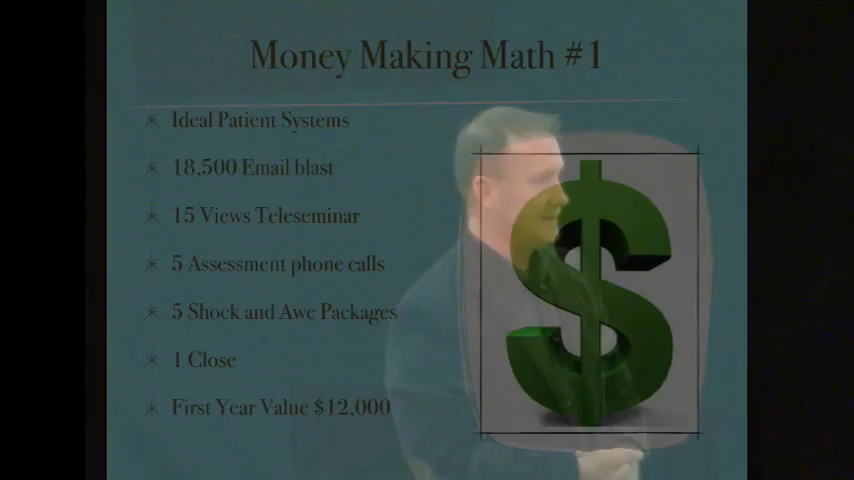 Money Making Math #1
Ideal Patient Systems
18,500 Email blast
15 Views Teleseminar
5 Assessment phone calls
5 Shock and Awe Packages
1 Close
First Year Value $12,000